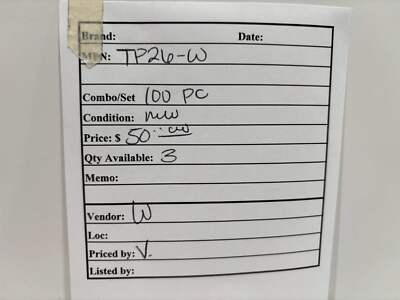 Brand: Date:
MPN: TP26-W
Combo/Set 100 PC
Condition: NW
Price: $ 50.00
Qty Available: 3
Memo:
Vendor: W
Loc:
Priced by: V.
Listed by: